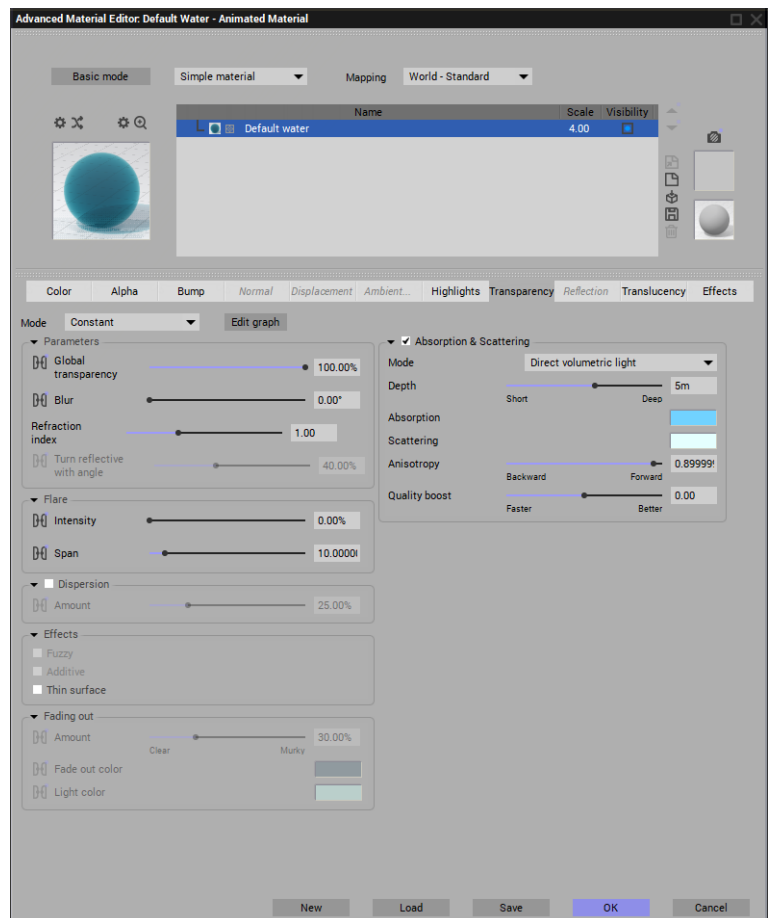 Advanced Material Editor: Default Water - Animated Material
Basic mode
Simple material
Mapping
World - Standard
Name
Scale
Visibility
Default water
4.00
Color
Alpha
Bump
Normal
Displacement
Ambient...
Highlights
Transparency
Reflection
Translucency
Effects
Mode
Constant
Edit graph
Parameters
Global
transparency
100.00%
Blur
0.00°
Refraction
index
1.00
Turn reflective
with angle
40.00%
Flare
Intensity
0.00%
Span
10.0000
Dispersion
Amount
25.00%
Effects
Fuzzy
Additive
Thin surface
Fading out
Amount
30.00%
Clear
Murky
Fade out color
Light color
Absorption & Scattering
Mode
Direct volumetric light
Depth
5m
Short
Deep
Absorption
Scattering
Anisotropy
0.89999
Backward
Forward
Quality boost
0.00
Faster
Better
New
Load
Save
OK
Cancel